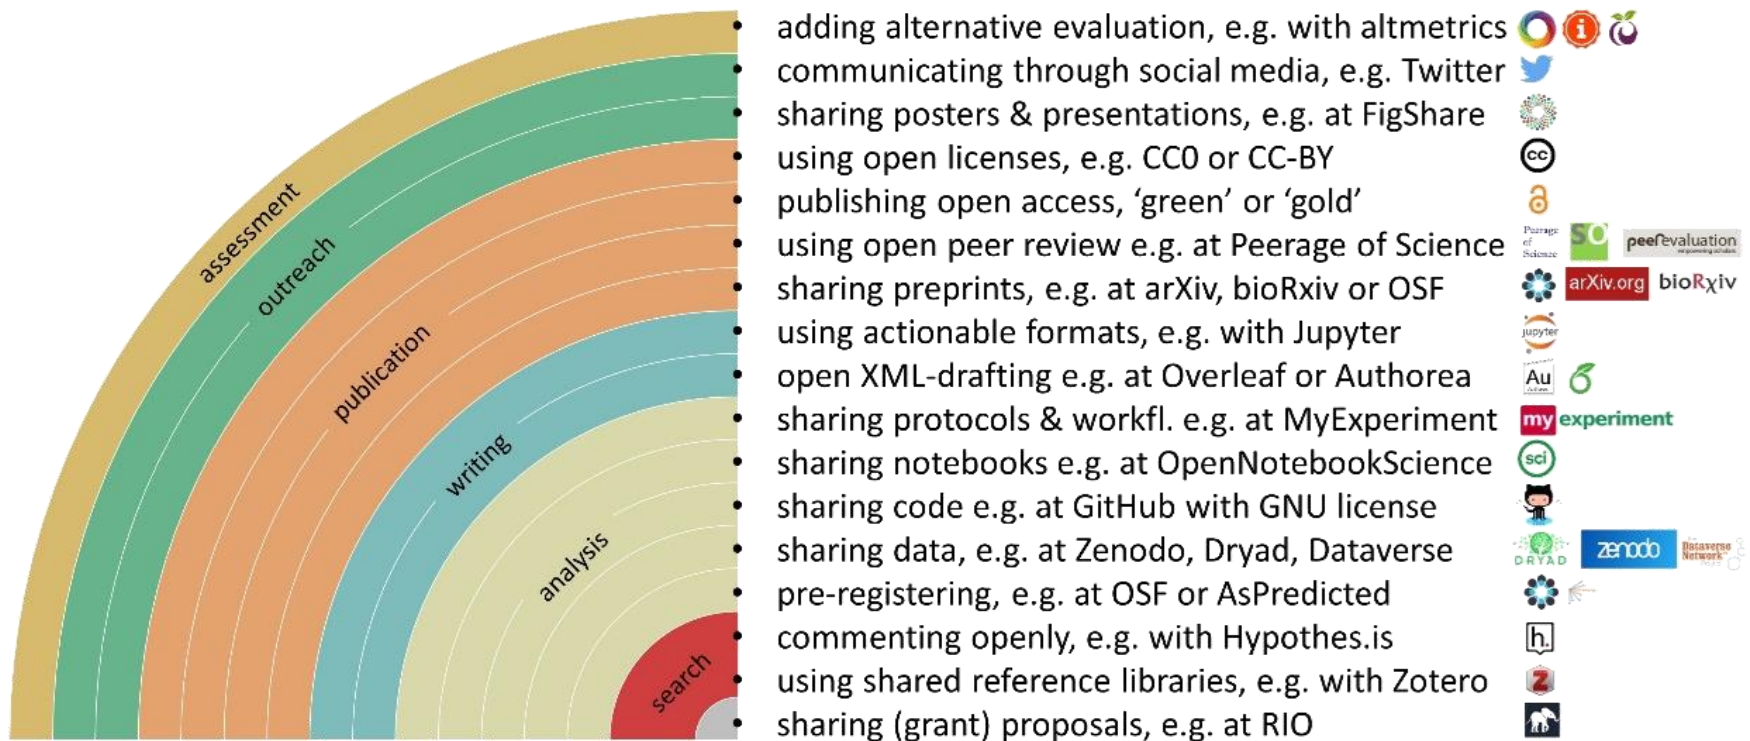 adding alternative evaluation, e.g. with altmetrics
communicating through social media, e.g. Twitter
sharing posters & presentations, e.g. at FigShare
using open licenses, e.g. CC0 or CC-BY
cc
publishing open access, ‘green’ or ‘gold’
using open peer review e.g. at Peerage of Science
Peerage
of
Science
SO
peerevaluation
sharing preprints, e.g. at arXiv, bioRxiv or OSF
arXiv.org
bioRχiv
using actionable formats, e.g. with Jupyter
jupyter
open XML-drafting e.g. at Overleaf or Authorea
Au
sharing protocols & workfl. e.g. at MyExperiment
my experiment
sharing notebooks e.g. at OpenNotebookScience
sci
sharing code e.g. at GitHub with GNU license
sharing data, e.g. at Zenodo, Dryad, Dataverse
DRYAD
zenodo
Dataverse
Network
pre-registering, e.g. at OSF or AsPredicted
commenting openly, e.g. with Hypothes.is
h.
using shared reference libraries, e.g. with Zotero
Z
sharing (grant) proposals, e.g. at RIO
assessment
outreach
publication
writing
analysis
search